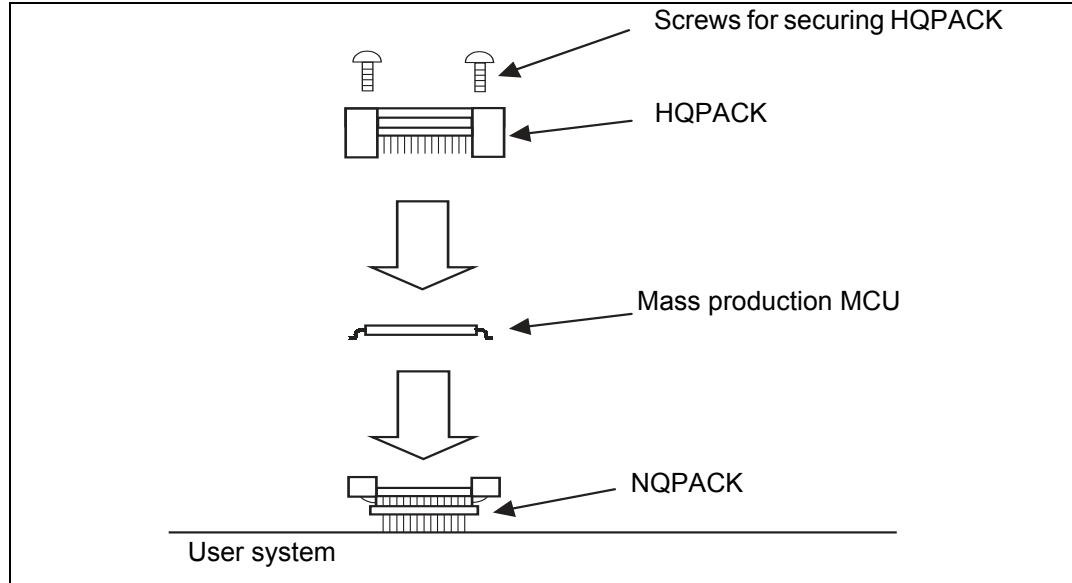 Screws for securing HQPACK
HQPACK
Mass production MCU
NQPACK
User system